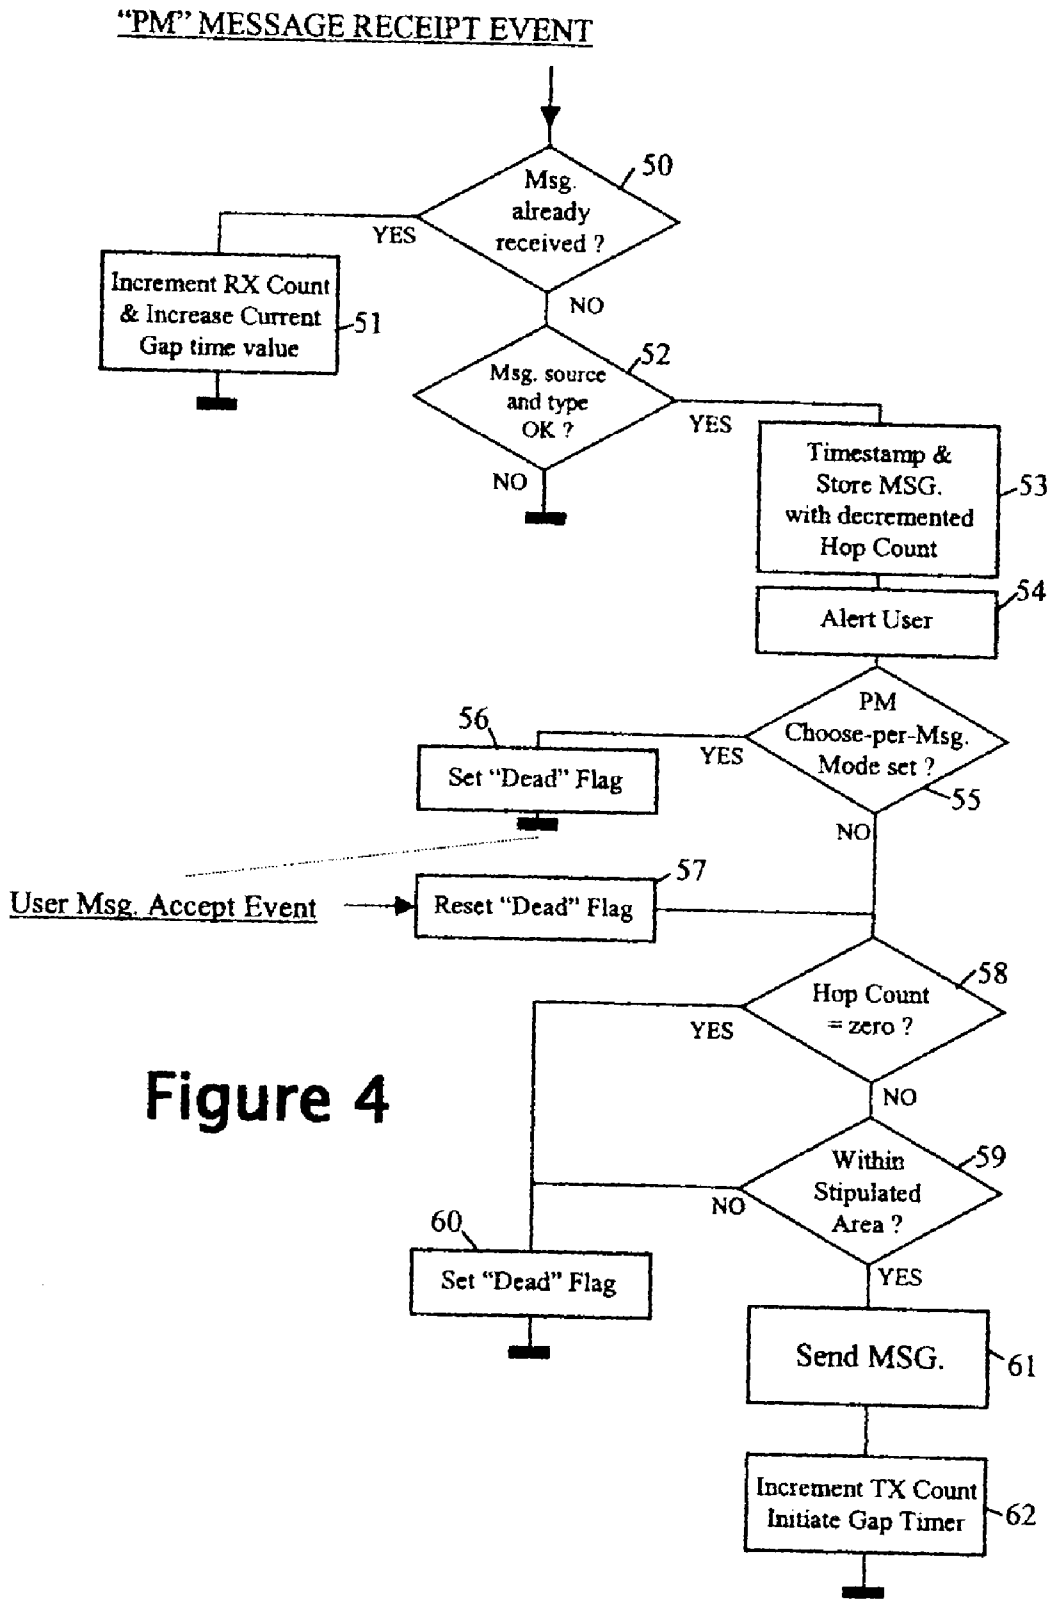 “PM” MESSAGE RECEIPT EVENT
50
Msg.
already
received ?
YES
NO
Increment RX Count
& Increase Current
Gap time value
51
52
Msg. source
and type
OK ?
YES
NO
Timestamp &
Store MSG.
with decremented
Hop Count
53
54
Alert User
PM
Choose-per-Msg.
Mode set ?
55
YES
NO
56
Set “Dead” Flag
User Msg. Accept Event
57
Reset “Dead” Flag
58
Hop Count
= zero ?
YES
NO
Figure 4
59
Within
Stipulated
Area ?
NO
YES
60
Set “Dead” Flag
Send MSG.
61
Increment TX Count
Initiate Gap Timer
62